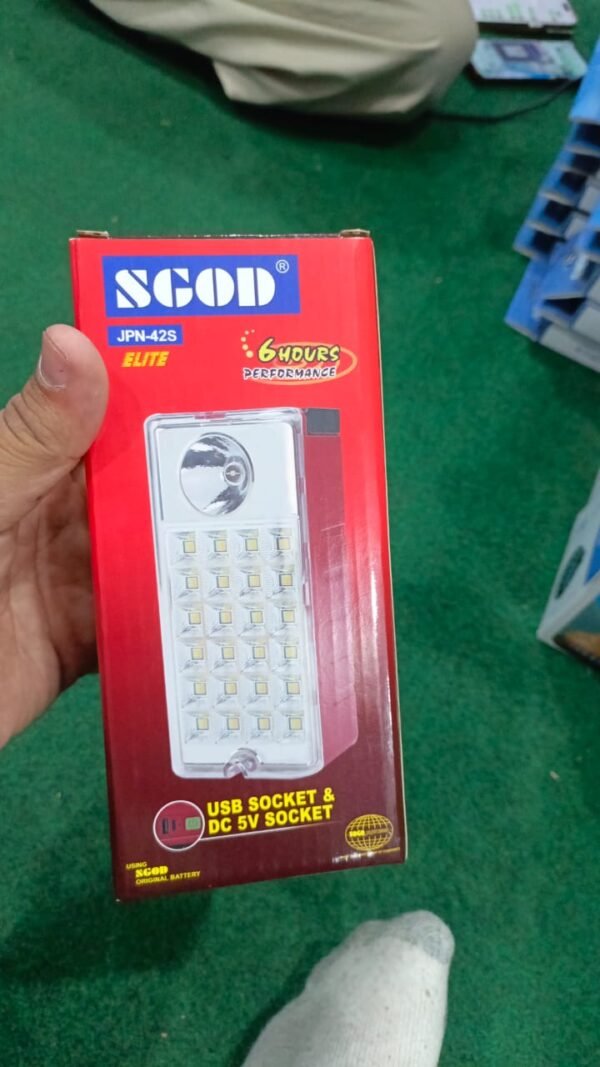 SGOD®
JPN-42S
ELITE
6 HOURS
PERFORMANCE
USB SOCKET &
DC 5V SOCKET
USING
SGOD
ORIGINAL BATTERY